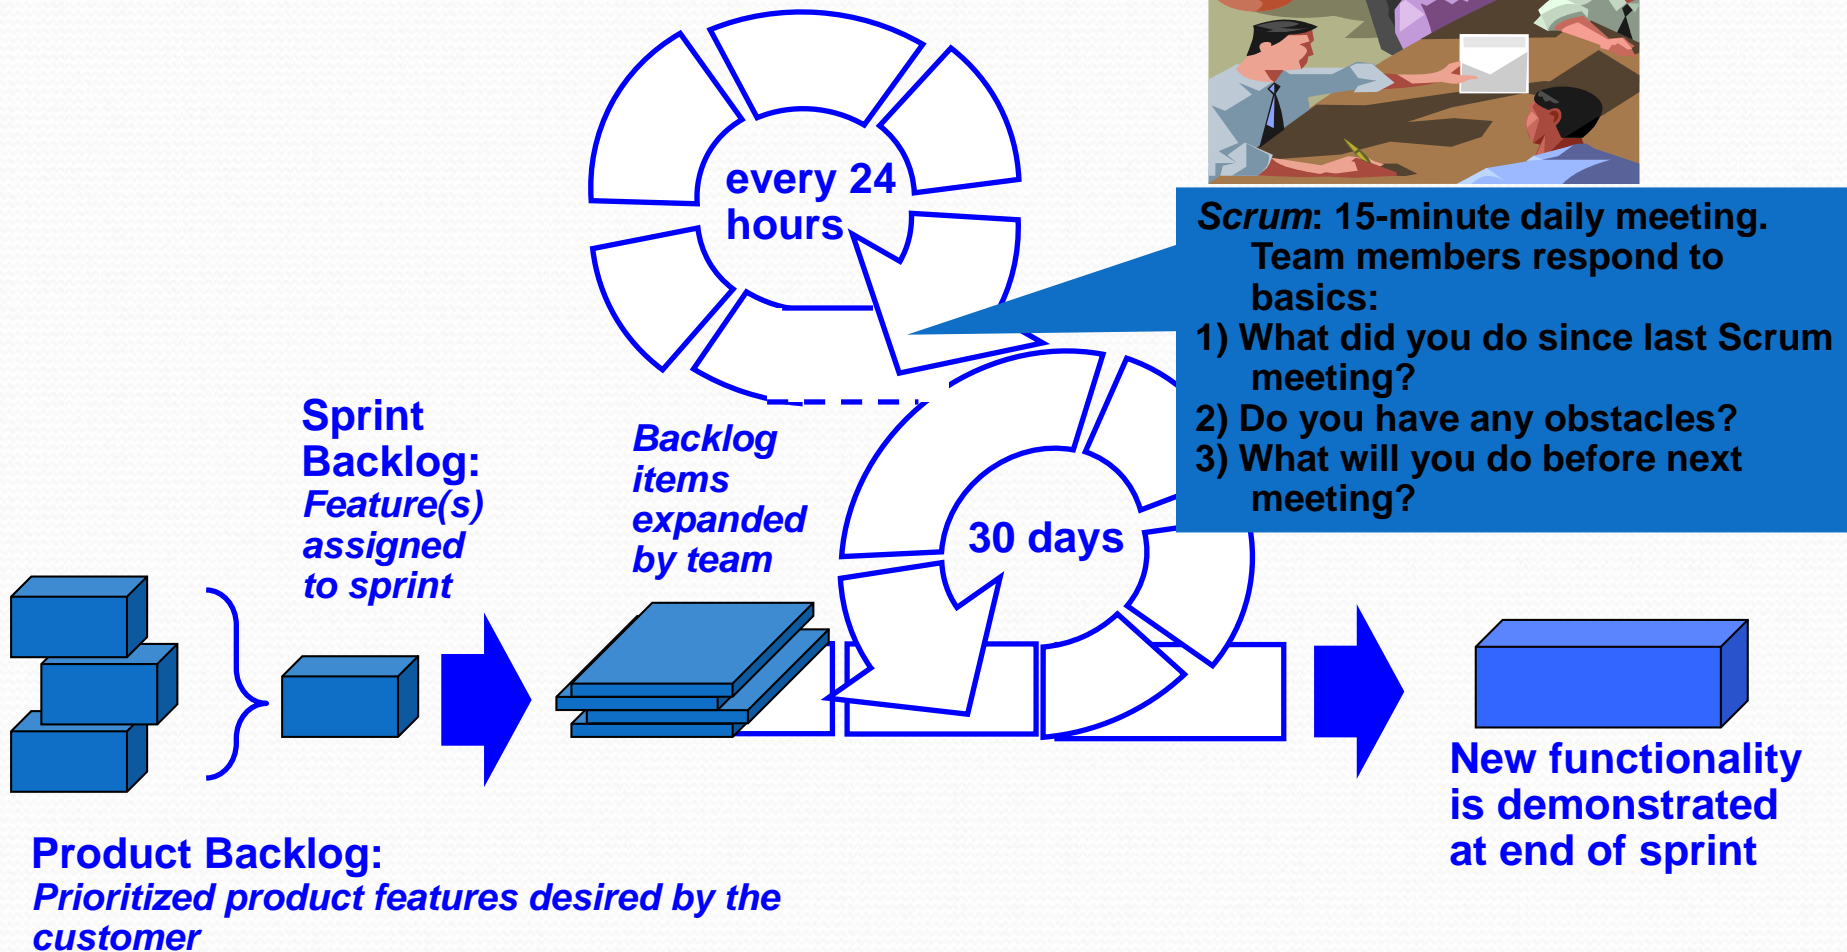 every 24
hours
Scrum: 15-minute daily meeting.
Team members respond to
basics:
1) What did you do since last Scrum
meeting?
2) Do you have any obstacles?
3) What will you do before next
meeting?
Sprint
Backlog:
Feature(s)
assigned
to sprint
Backlog
items
expanded
by team
30 days
New functionality
is demonstrated
at end of sprint
Product Backlog:
Prioritized product features desired by the
customer